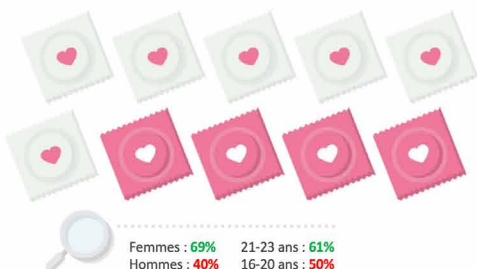 Femmes : 69% 21-23 ans : 61%
Hommes : 40% 16-20 ans : 50%